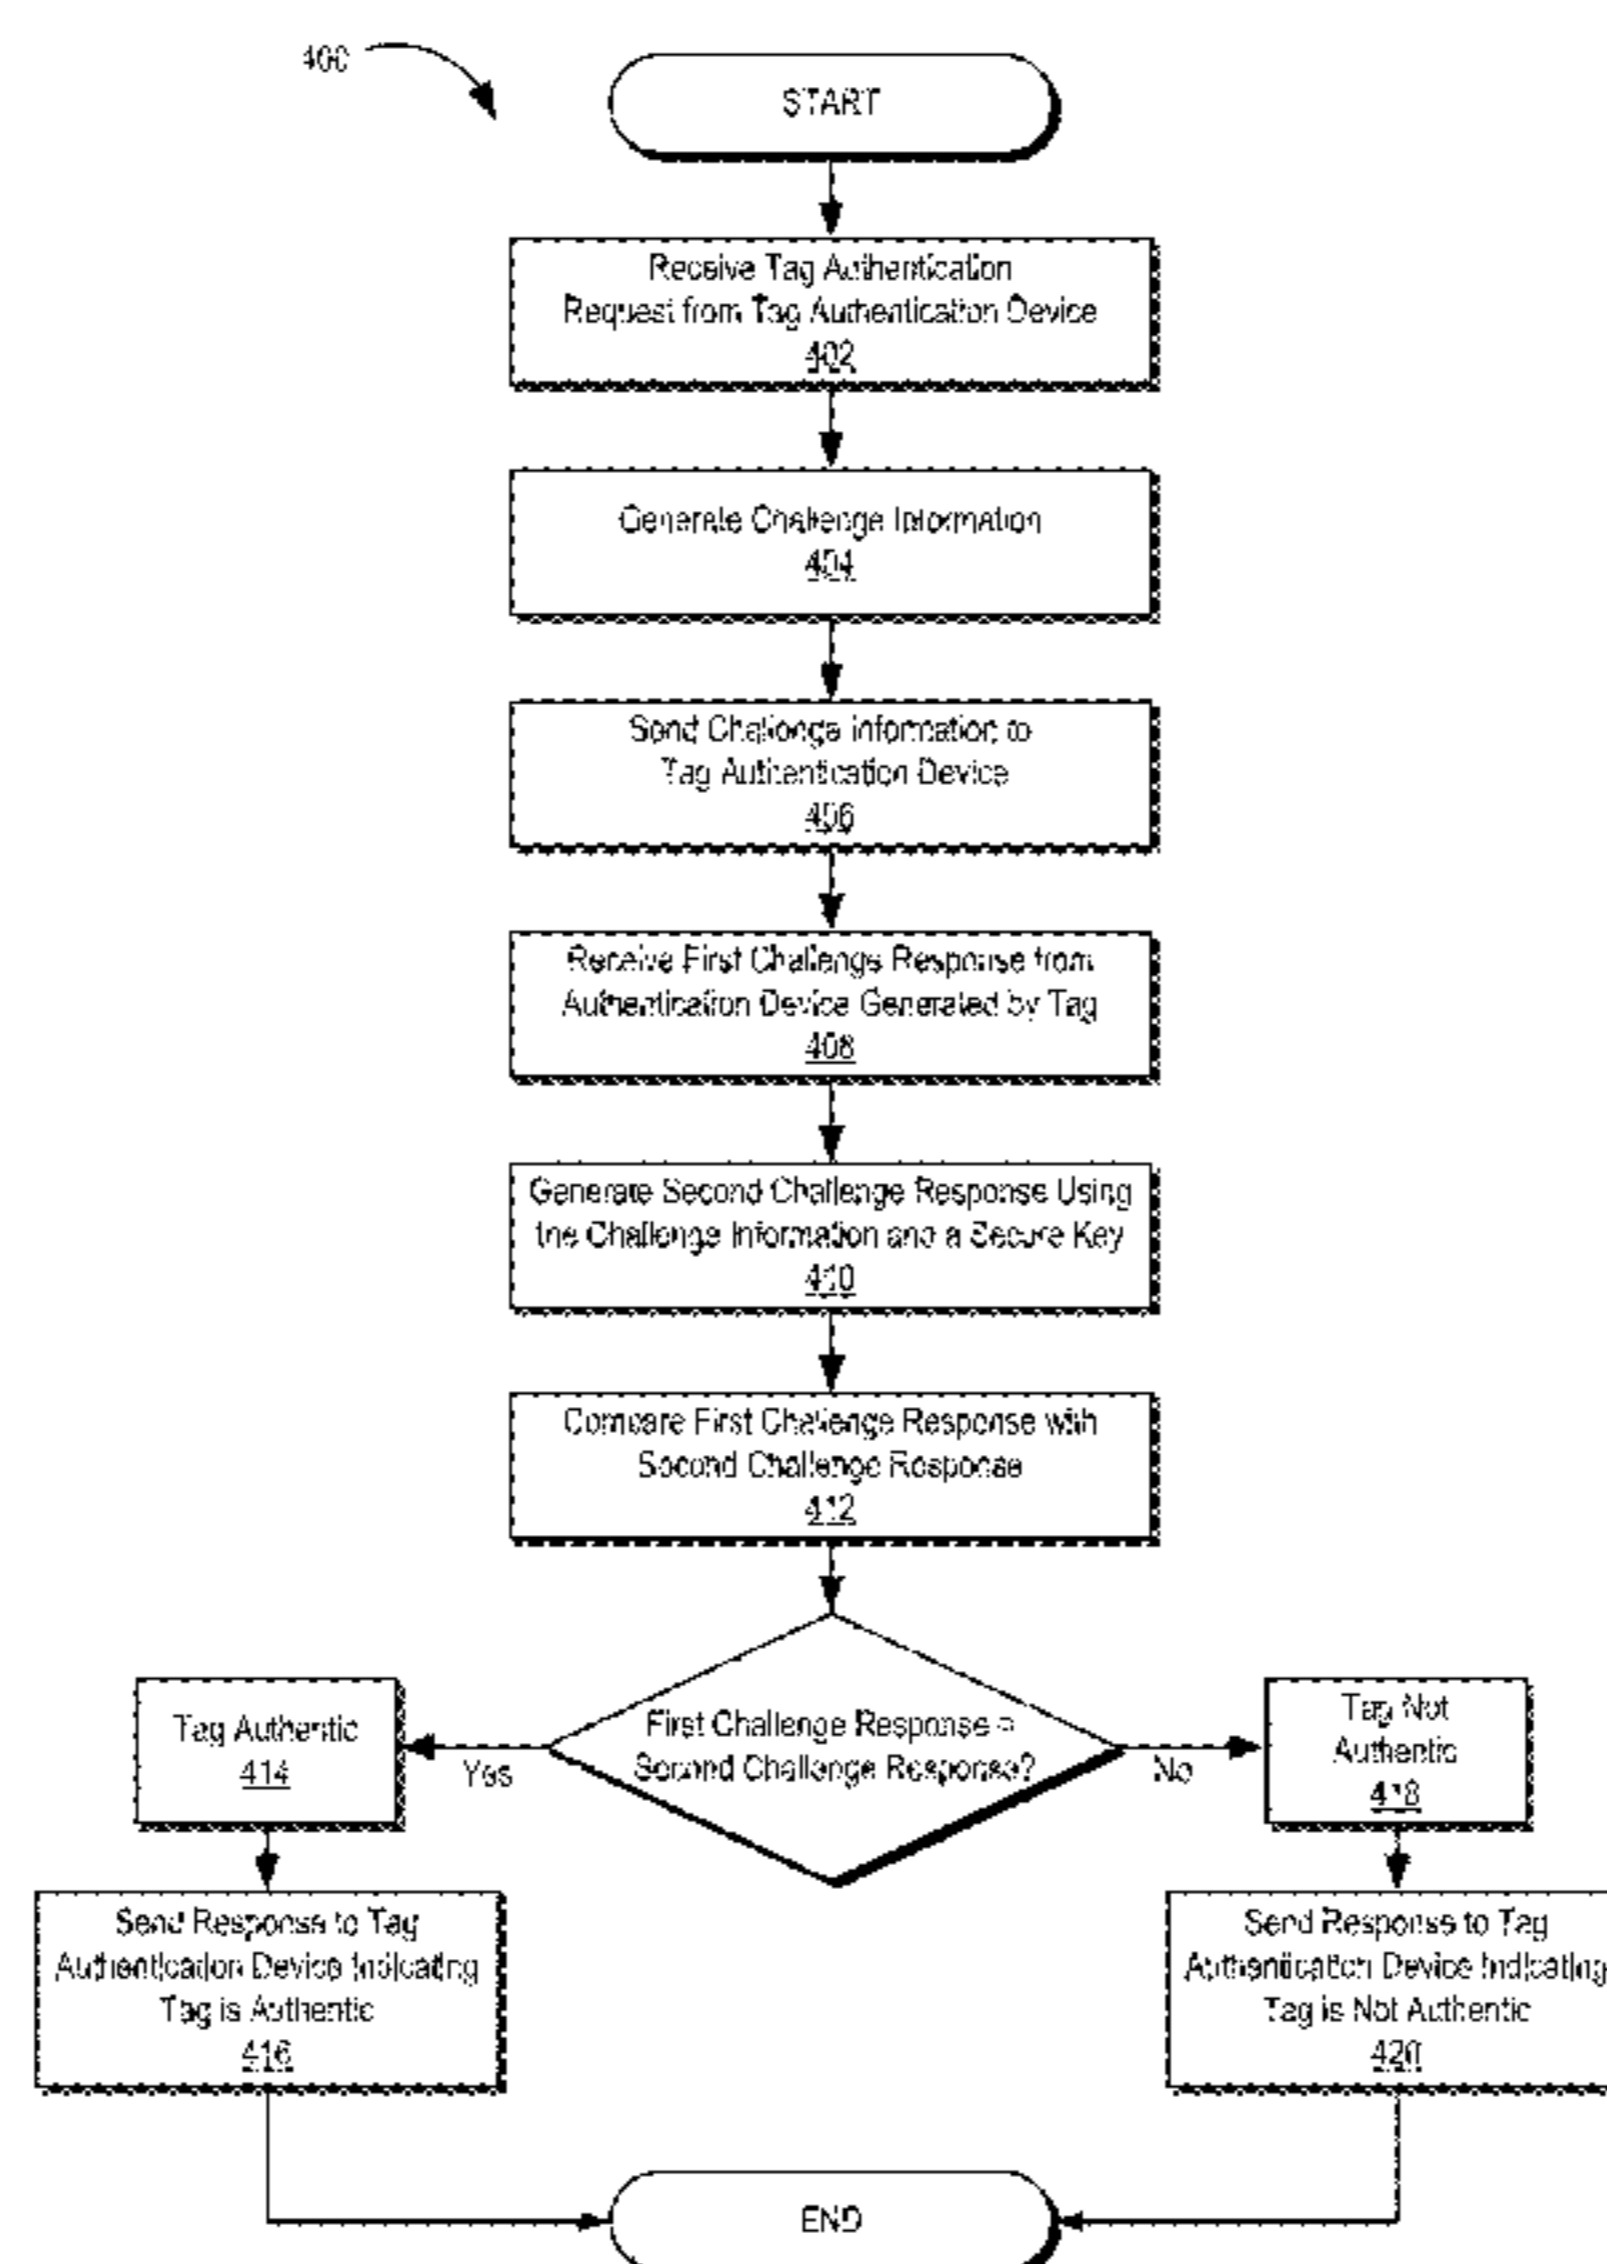 400
START
Receive Tag Authentication
Request from Tag Authentication Device
402
Generate Challenge Information
404
Send Challenge Information to
Tag Authentication Device
406
Receive First Challenge Response from
Authentication Device Generated by Tag
408
Generate Second Challenge Response Using
the Challenge Information and a Secure Key
410
Compare First Challenge Response with
Second Challenge Response
412
First Challenge Response =
Second Challenge Response?
Yes
No
Tag Authentic
414
Tag Not
Authentic
418
Send Response to Tag
Authentication Device Indicating
Tag is Authentic
416
Send Response to Tag
Authentication Device Indicating
Tag is Not Authentic
420
END